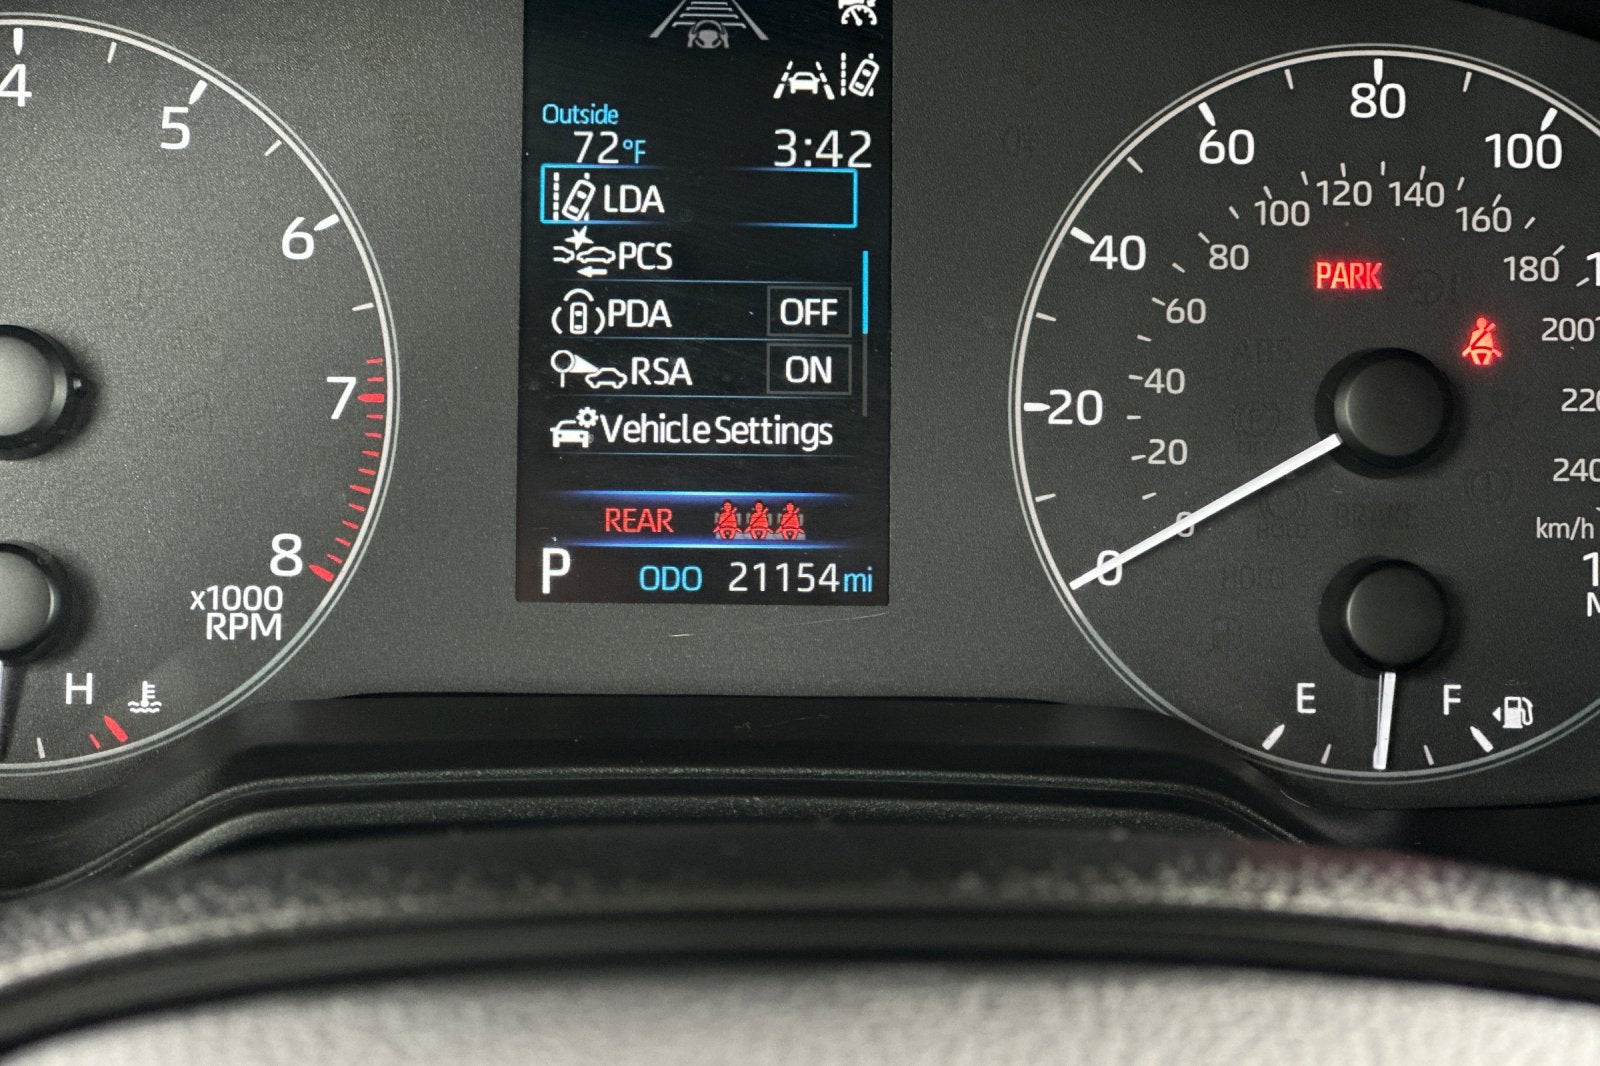 4
5
6
7
8
x1000
RPM
H
Outside
72°F 3:42
LDA
PCS
PDA OFF
RSA ON
Vehicle Settings
REAR
P ODO 21154 mi
0
20
40
60
80
100
0
20
40
60
80
100
120
140
160
180
200
220
240
km/h
PARK
E F